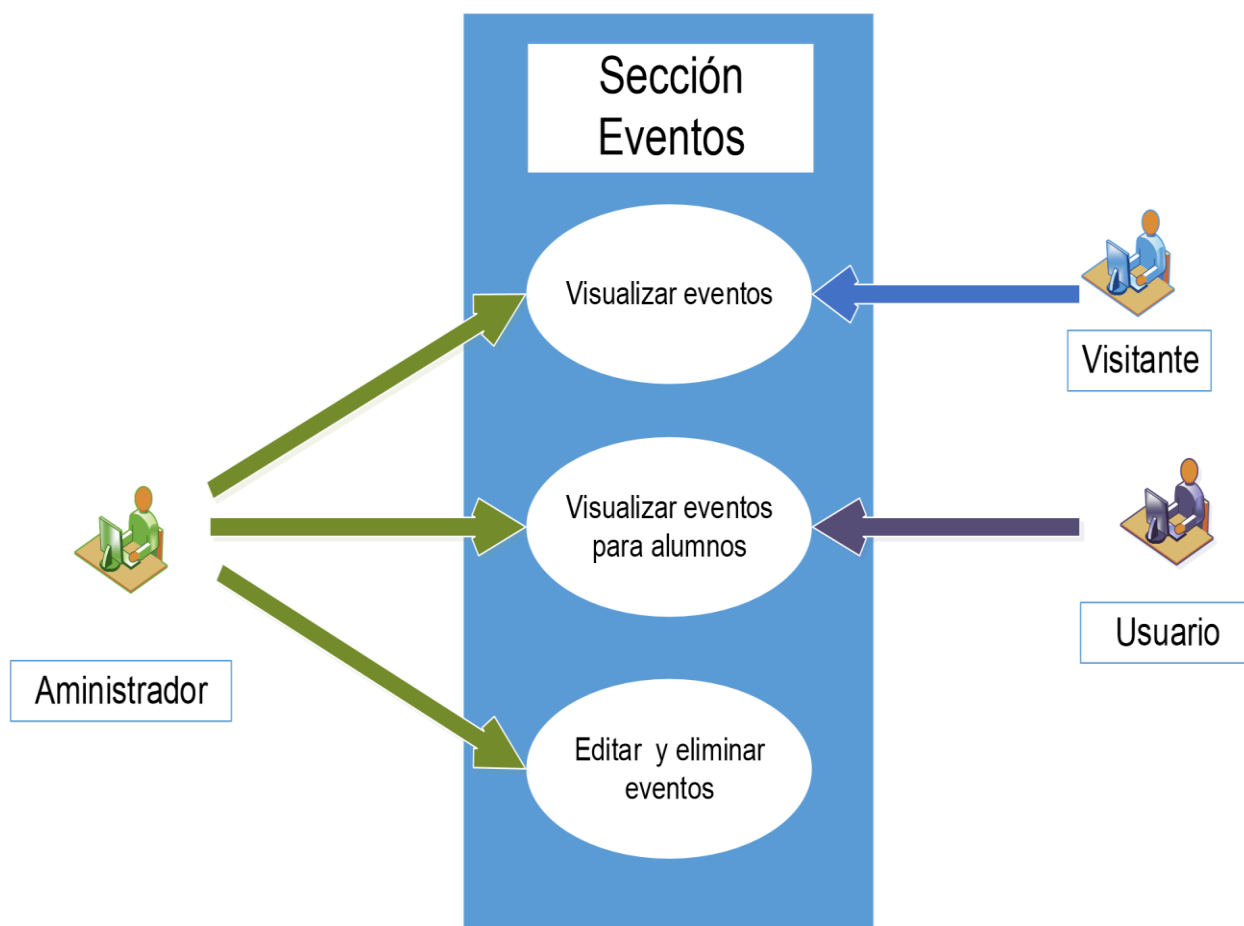 Sección
Eventos
Visualizar eventos
Visitante
Visualizar eventos
para alumnos
Usuario
Aministrador
Editar  y eliminar
eventos